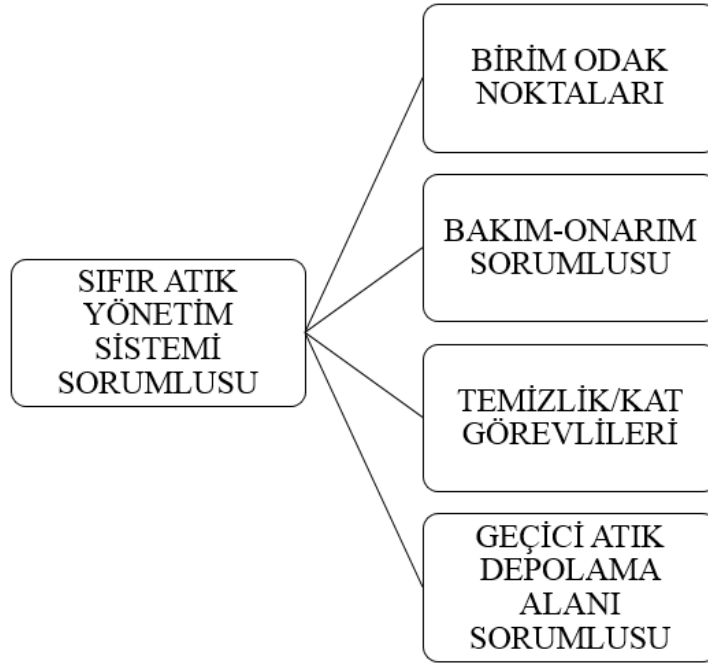 SIFIR ATIK
YÖNETİM
SİSTEMİ
SORUMLUSU
BİRİM ODAK
NOKTALARI
BAKIM-ONARIM
SORUMLUSU
TEMİZLİK/KAT
GÖREVLİLERİ
GEÇİCİ ATIK
DEPOLAMA
ALANI
SORUMLUSU